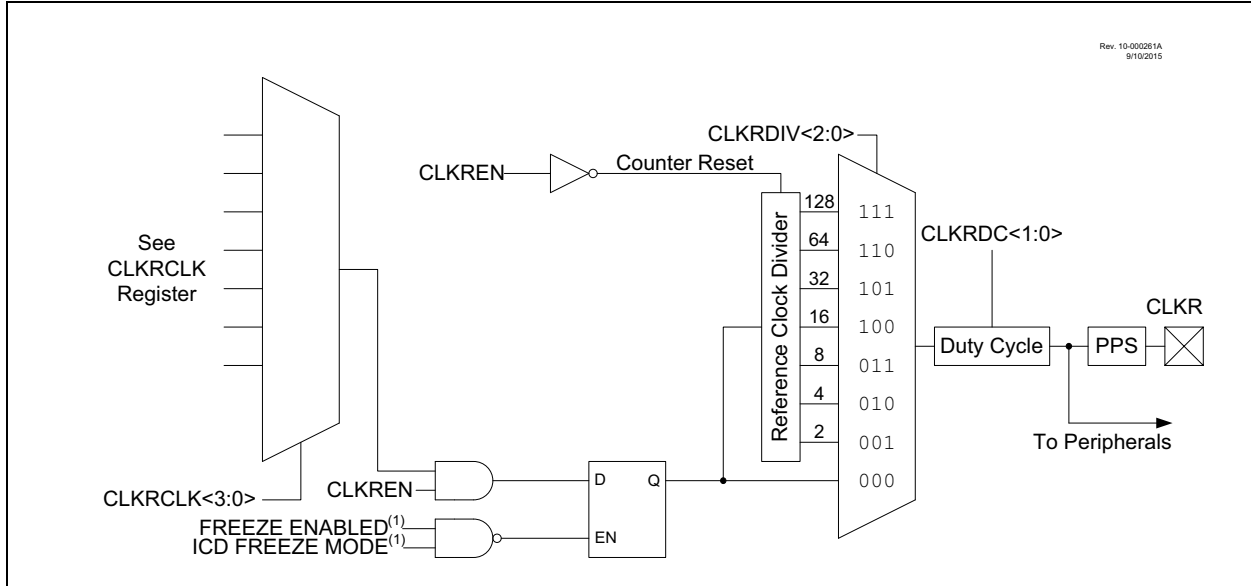 Rev. 10-000261A
9/10/2015
CLKRDIV<2:0>
CLKREN
Counter Reset
See
CLKRCLK
Register
Reference Clock Divider
128
64
32
16
8
4
2
111
110
101
100
011
010
001
000
CLKRDC<1:0>
Duty Cycle
PPS
CLKR
To Peripherals
CLKRCLK<3:0>
CLKREN
FREEZE ENABLED(1)
ICD FREEZE MODE(1)
D
Q
EN